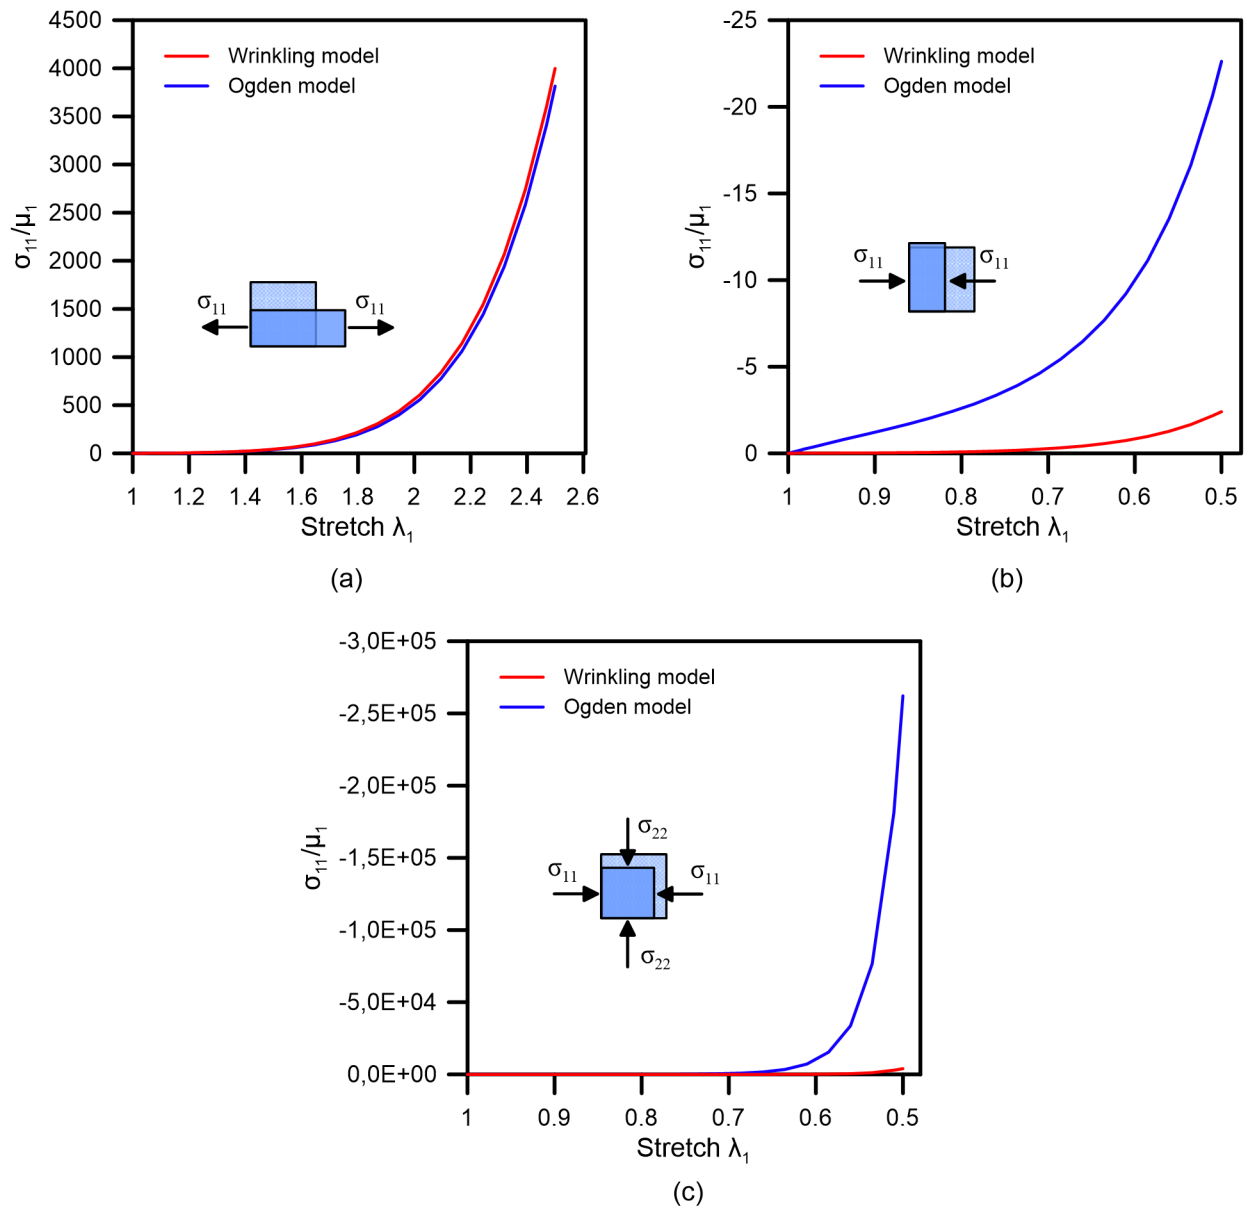 4500
4000
3500
3000
2500
2000
1500
1000
500
0
σ11/μ1
Wrinkling model
Ogden model
σ11 σ11
1 1.2 1.4 1.6 1.8 2 2.2 2.4 2.6
Stretch λ1
(a)
-25
-20
-15
-10
-5
0
σ11/μ1
Wrinkling model
Ogden model
σ11 σ11
1 0.9 0.8 0.7 0.6 0.5
Stretch λ1
(b)
-3,0E+05
-2,5E+05
-2,0E+05
-1,5E+05
-1,0E+05
-5,0E+04
0,0E+00
σ11/μ1
Wrinkling model
Ogden model
σ22
σ11 σ11
σ22
1 0.9 0.8 0.7 0.6 0.5
Stretch λ1
(c)